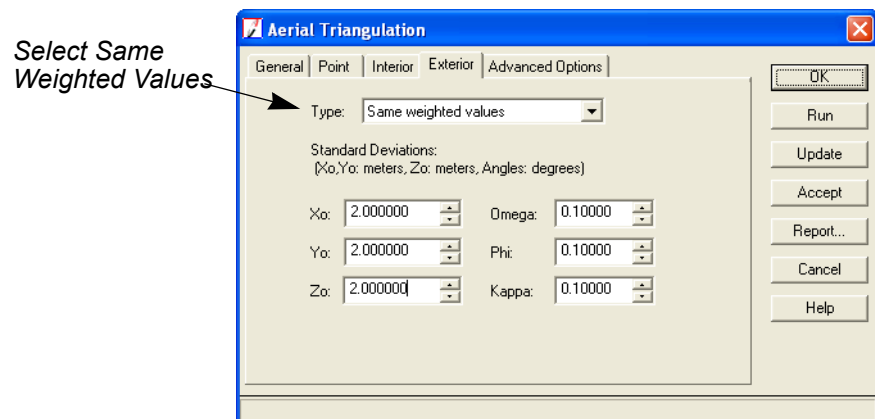 Aerial Triangulation
Select Same
Weighted Values
General Point Interior Exterior Advanced Options
OK
Type: Same weighted values
Run
Standard Deviations:
(Xo,Yo: meters, Zo: meters, Angles: degrees)
Update
Accept
Xo: 2.000000 Omega: 0.10000
Report...
Yo: 2.000000 Phi: 0.10000
Cancel
Zo: 2.000000 Kappa: 0.10000
Help